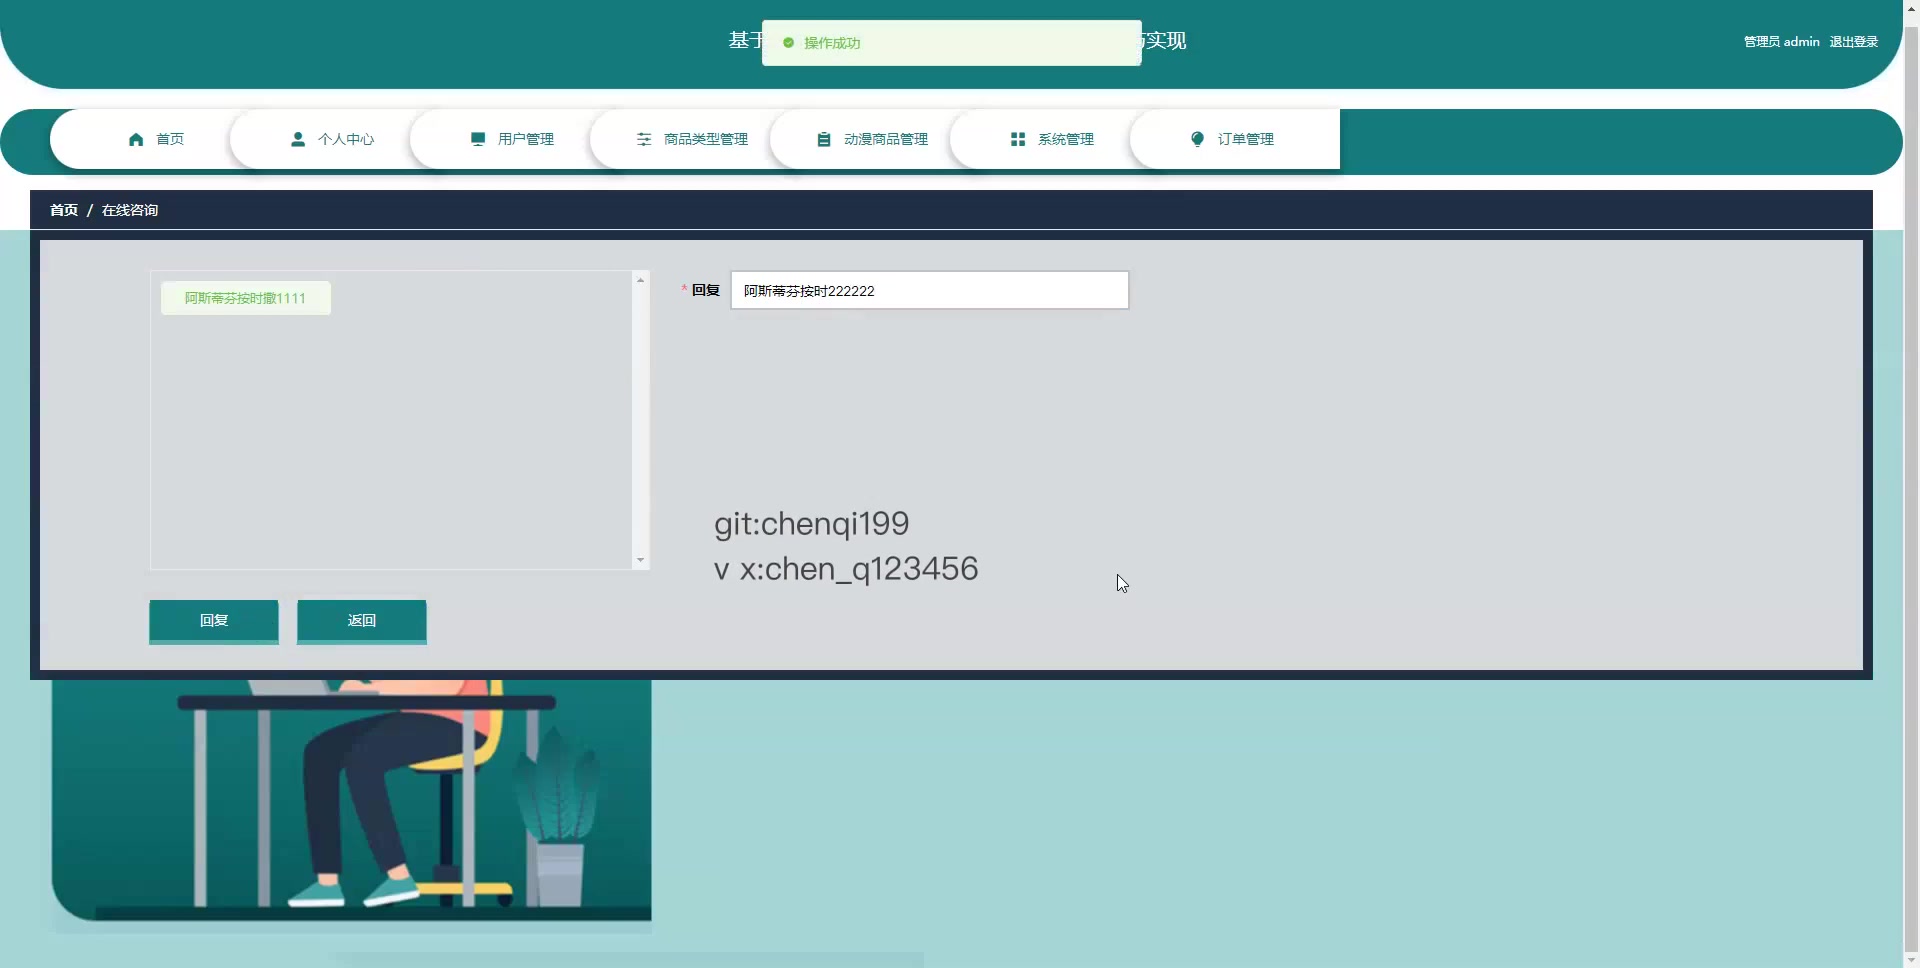 基于
操作成功
实现
管理员 admin 退出登录
首页 个人中心 用户管理 商品类型管理 动漫商品管理 系统管理 订单管理
首页 / 在线咨询
阿斯蒂芬按时撒1111
* 回复 阿斯蒂芬按时222222
git:chenqi199
v x:chen_q123456
回复 返回